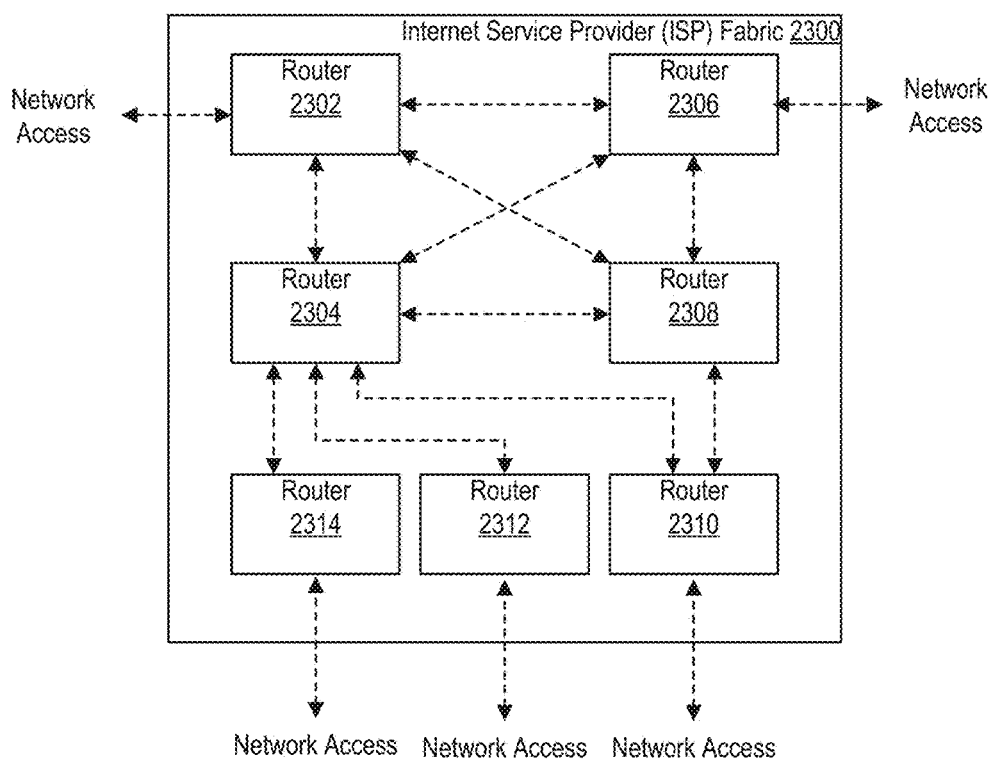 Internet Service Provider (ISP) Fabric 2300
Network
Access
Router
2302
Router
2306
Network
Access
Router
2304
Router
2308
Router
2314
Router
2312
Router
2310
Network Access
Network Access
Network Access